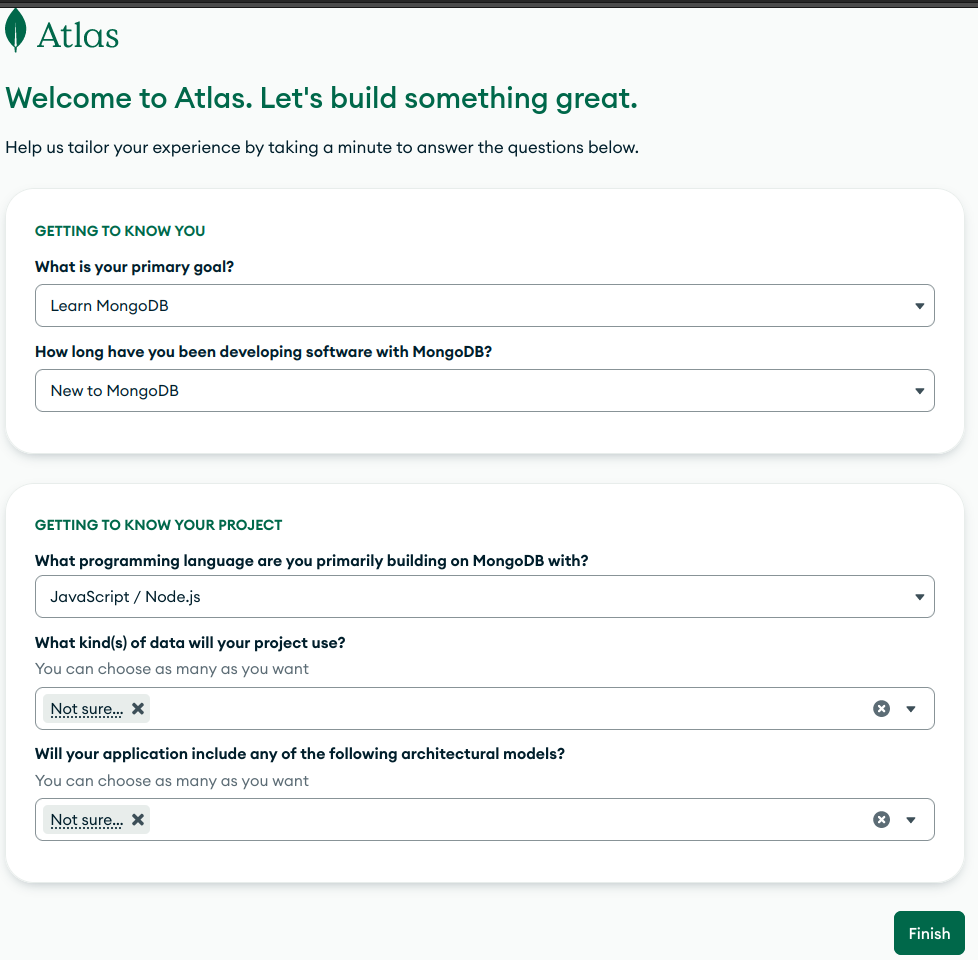 Atlas
Welcome to Atlas. Let's build something great.
Help us tailor your experience by taking a minute to answer the questions below.
GETTING TO KNOW YOU
What is your primary goal?
Learn MongoDB
How long have you been developing software with MongoDB?
New to MongoDB
GETTING TO KNOW YOUR PROJECT
What programming language are you primarily building on MongoDB with?
JavaScript / Node.js
What kind(s) of data will your project use?
You can choose as many as you want
Not sure...
Will your application include any of the following architectural models?
You can choose as many as you want
Not sure...
Finish